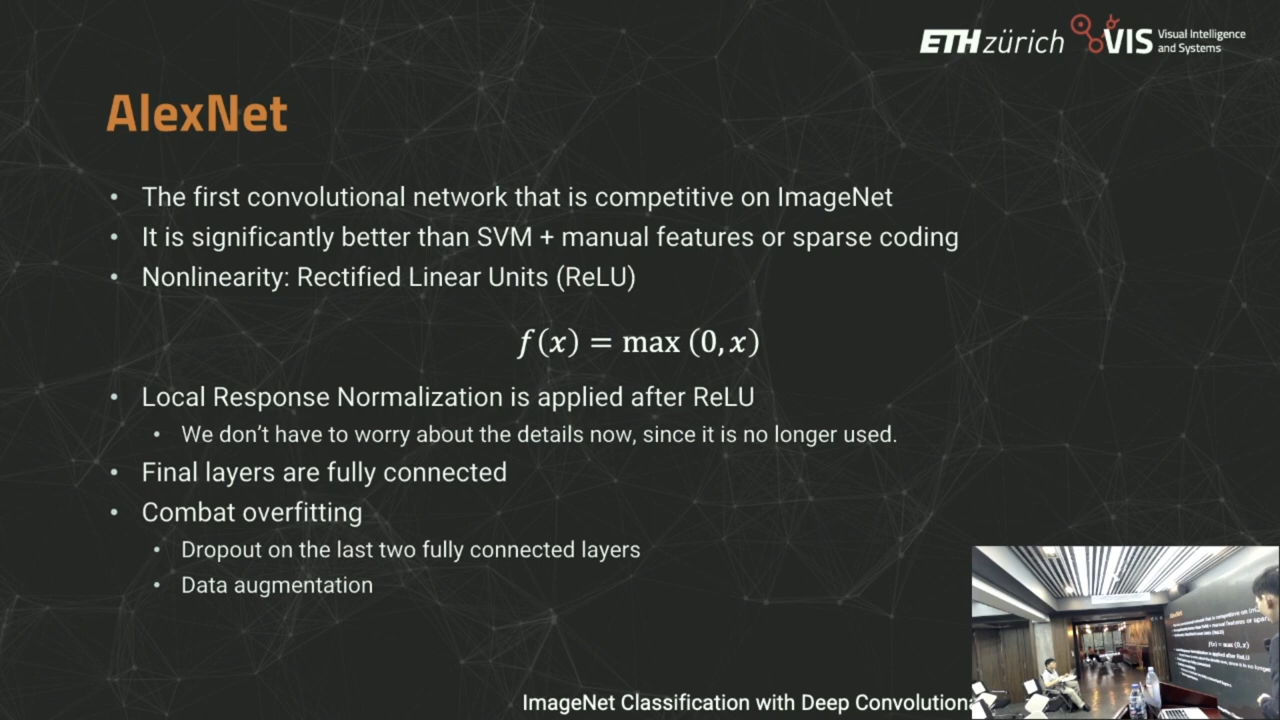 ETH zürich VIS Visual Intelligence
and Systems
AlexNet
• The first convolutional network that is competitive on ImageNet
• It is significantly better than SVM + manual features or sparse coding
• Nonlinearity: Rectified Linear Units (ReLU)
f(x) = max (0, x)
• Local Response Normalization is applied after ReLU
• We don't have to worry about the details now, since it is no longer used.
• Final layers are fully connected
• Combat overfitting
• Dropout on the last two fully connected layers
• Data augmentation
ImageNet Classification with Deep Convolutiona